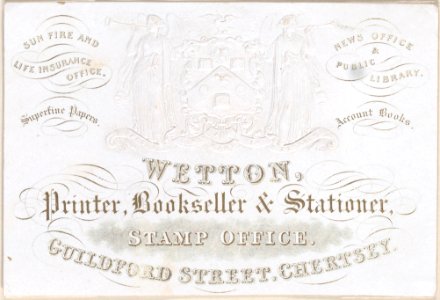 SUN FIRE AND
LIFE INSURANCE
OFFICE.
Superfine Papers.
NEWS OFFICE
&
PUBLIC
LIBRARY.
Account Books.
WETTON,
Printer, Bookseller & Stationer,
STAMP OFFICE.
GUILDFORD STREET, CHERTSEY.